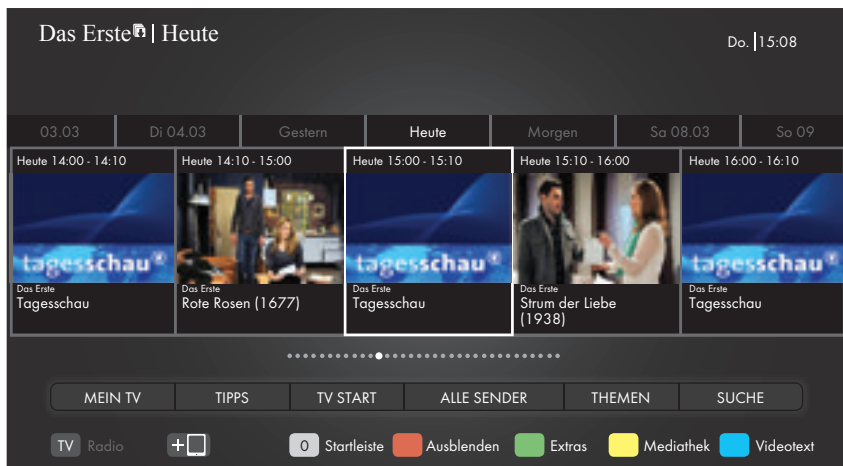 Das Erste | Heute
Do. 15:08
03.03 Di 04.03 Gestern Heute Morgen Sa 08.03 So 09
Heute 14:00 - 14:10 Heute 14:10 - 15:00 Heute 15:00 - 15:10 Heute 15:10 - 16:00 Heute 16:00 - 16:10
tagesschau tagesschau tagesschau
Das Erste Das Erste Das Erste Das Erste Das Erste
Tagesschau Rote Rosen (1677) Tagesschau Strum der Liebe Tagesschau
(1938)
MEIN TV TIPPS TV START ALLE SENDER THEMEN SUCHE
TV Radio + 0 Startleiste Ausblenden Extras Mediathek Videotext